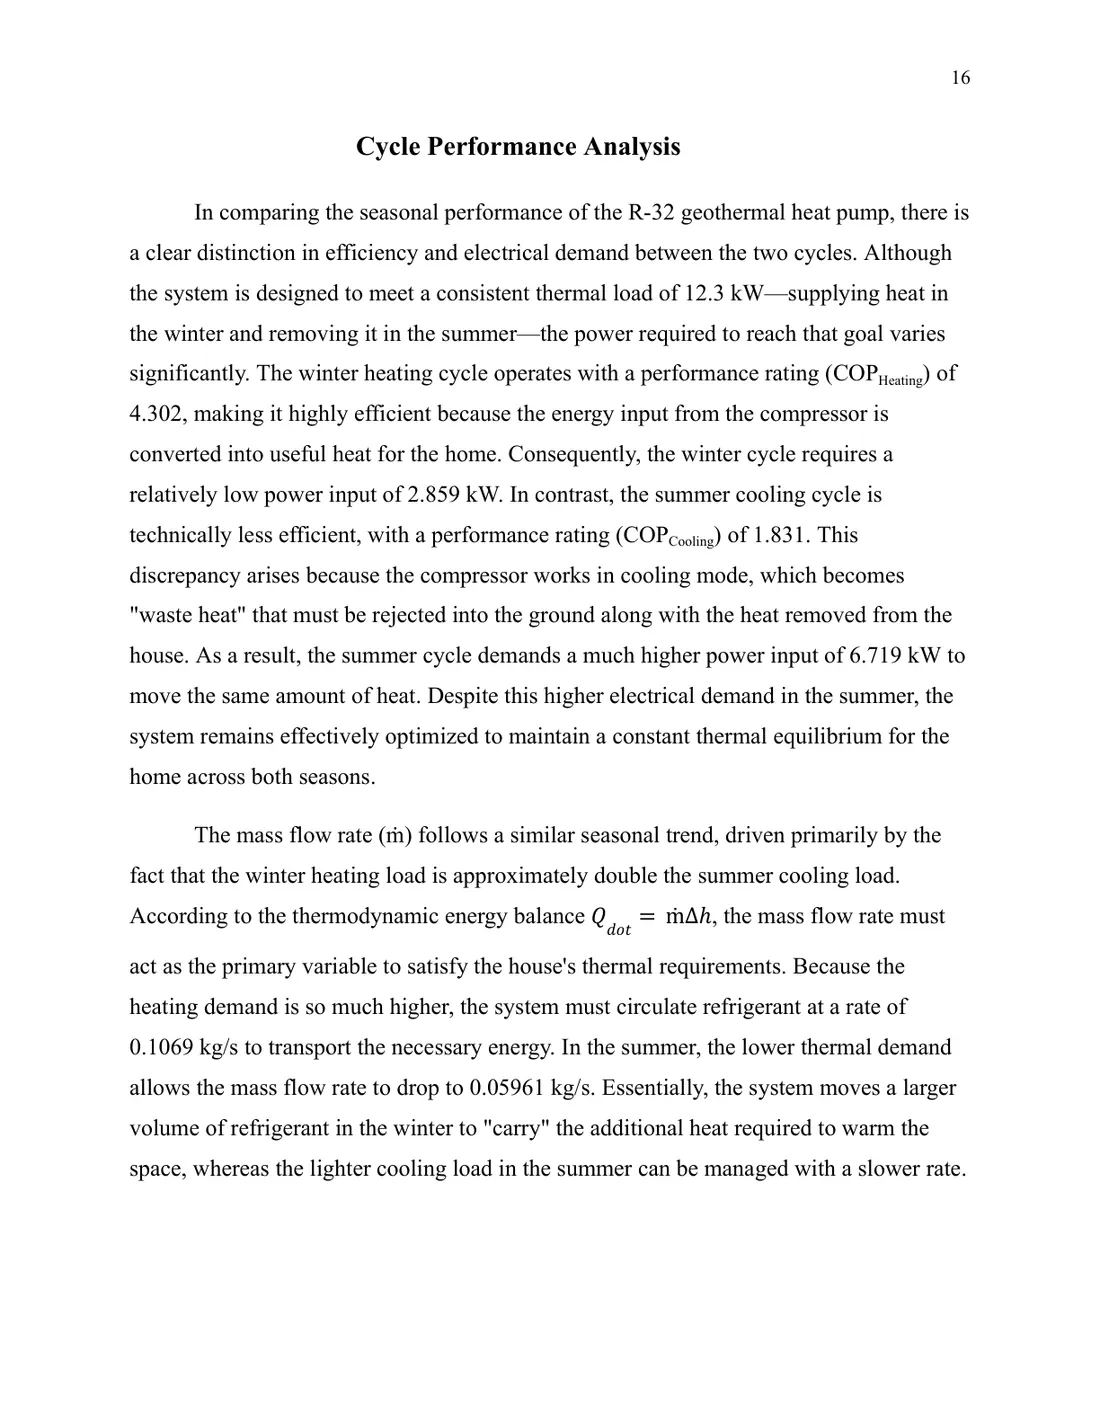 16
Cycle Performance Analysis
In comparing the seasonal performance of the R-32 geothermal heat pump, there is
a clear distinction in efficiency and electrical demand between the two cycles. Although
the system is designed to meet a consistent thermal load of 12.3 kW—supplying heat in
the winter and removing it in the summer—the power required to reach that goal varies
significantly. The winter heating cycle operates with a performance rating (COPHeating) of
4.302, making it highly efficient because the energy input from the compressor is
converted into useful heat for the home. Consequently, the winter cycle requires a
relatively low power input of 2.859 kW. In contrast, the summer cooling cycle is
technically less efficient, with a performance rating (COPCooling) of 1.831. This
discrepancy arises because the compressor works in cooling mode, which becomes
"waste heat" that must be rejected into the ground along with the heat removed from the
house. As a result, the summer cycle demands a much higher power input of 6.719 kW to
move the same amount of heat. Despite this higher electrical demand in the summer, the
system remains effectively optimized to maintain a constant thermal equilibrium for the
home across both seasons.
The mass flow rate (ṁ) follows a similar seasonal trend, driven primarily by the
fact that the winter heating load is approximately double the summer cooling load.
According to the thermodynamic energy balance Qdot = ṁΔh, the mass flow rate must
act as the primary variable to satisfy the house's thermal requirements. Because the
heating demand is so much higher, the system must circulate refrigerant at a rate of
0.1069 kg/s to transport the necessary energy. In the summer, the lower thermal demand
allows the mass flow rate to drop to 0.05961 kg/s. Essentially, the system moves a larger
volume of refrigerant in the winter to "carry" the additional heat required to warm the
space, whereas the lighter cooling load in the summer can be managed with a slower rate.